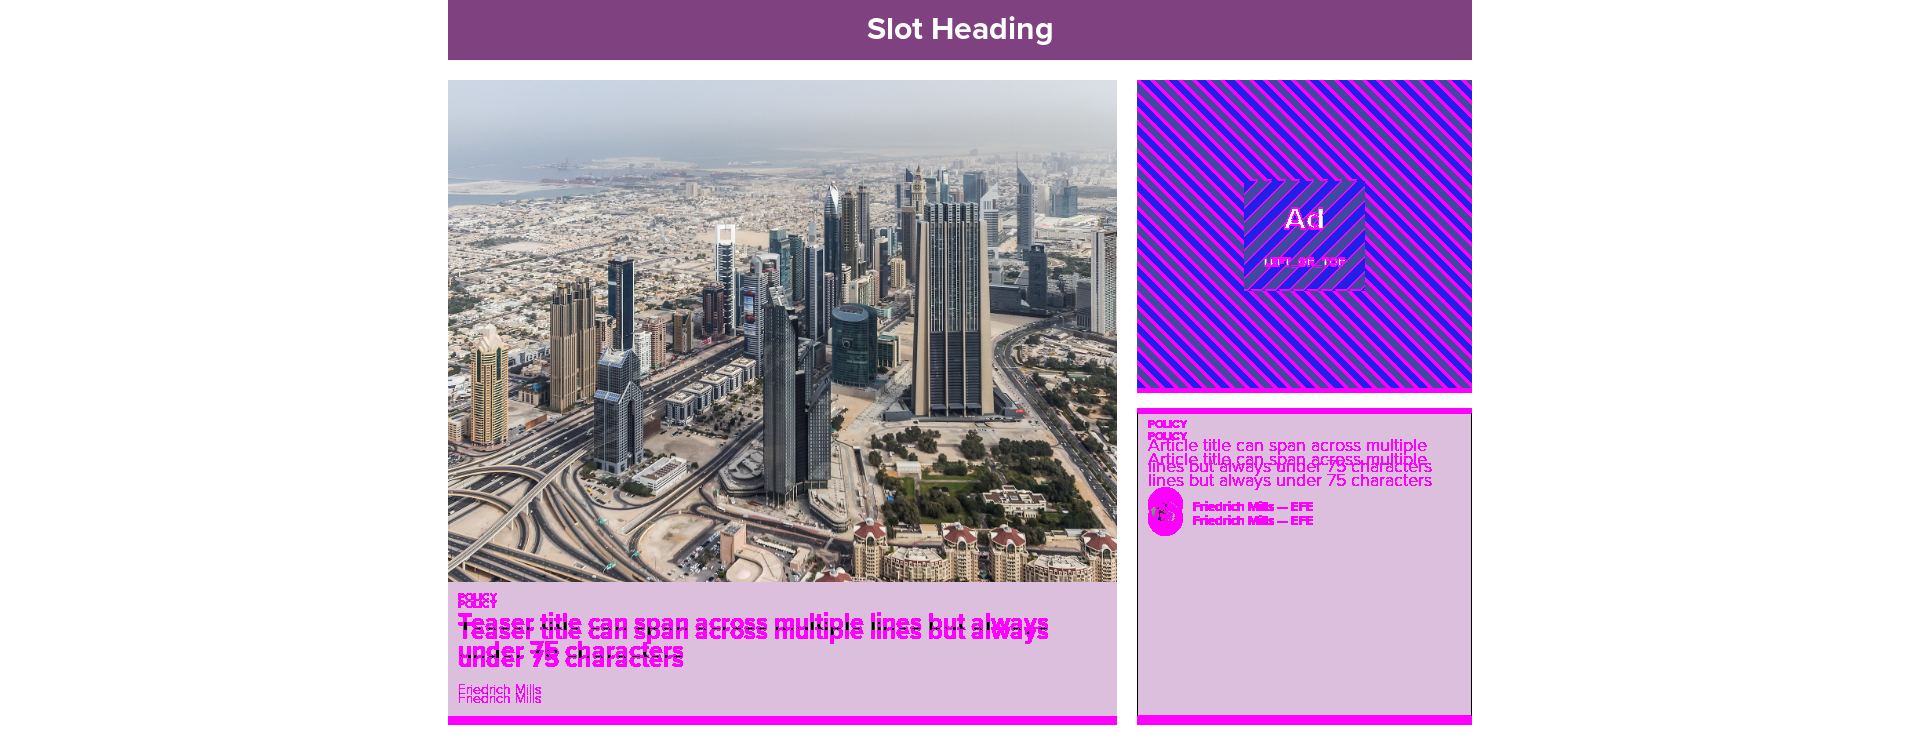 Slot Heading
Ad
POLICY
POLICY
Article title can span across multiple
Article title can span across multiple
lines but always under 75 characters
lines but always under 75 characters
Friedrich Mills — EFE
Friedrich Mills — EFE
POLICY
POLICY
Teaser title can span across multiple lines but always
Teaser title can span across multiple lines but always
under 75 characters
under 75 characters
Friedrich Mills
Friedrich Mills